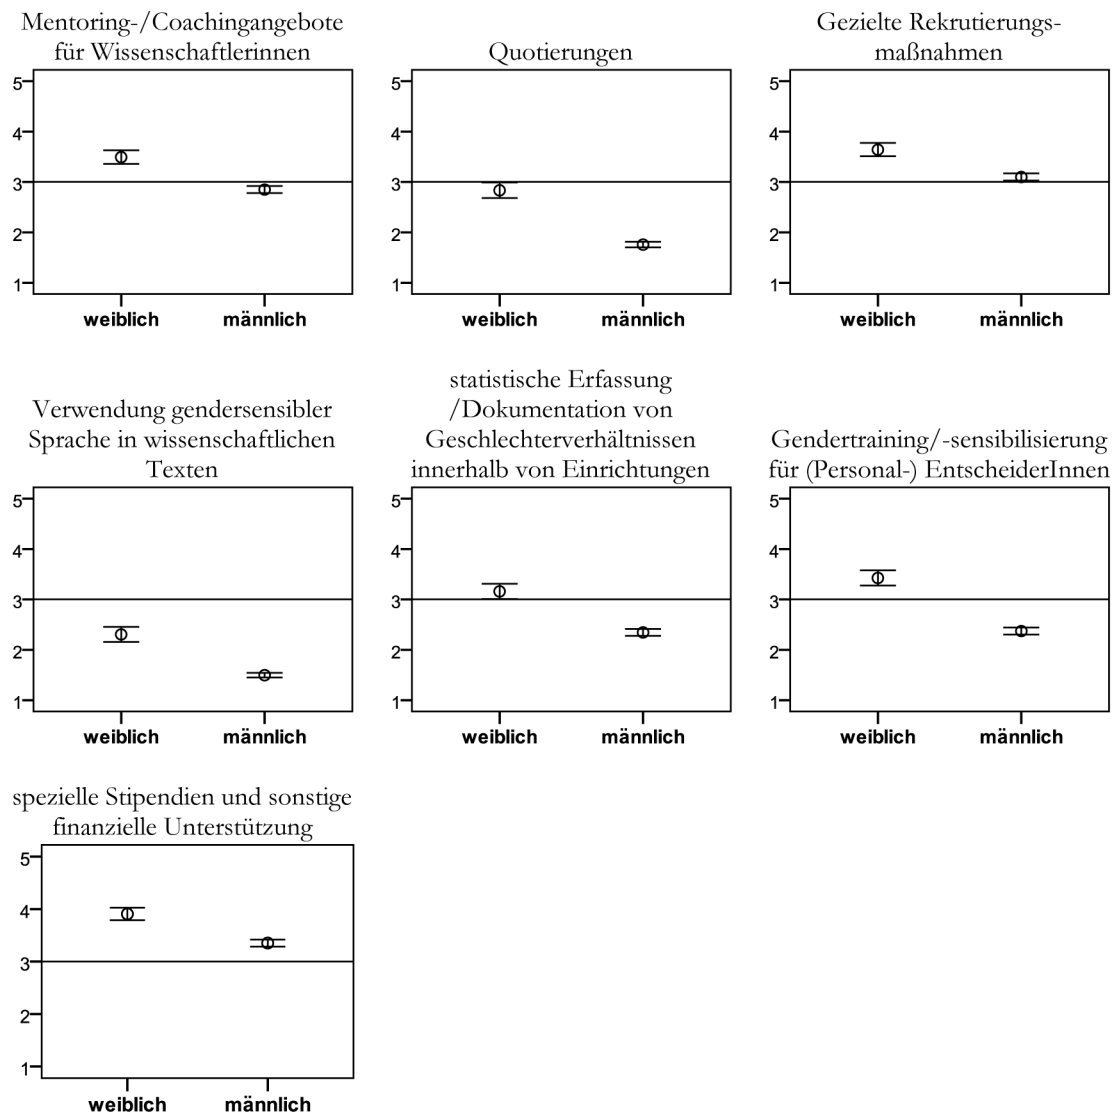 Mentoring-/Coachingangebote
für Wissenschaftlerinnen
5
4
3
2
1
weiblich männlich
Quotierungen
5
4
3
2
1
weiblich männlich
Gezielte Rekrutierungs-
maßnahmen
5
4
3
2
1
weiblich männlich
Verwendung gendersensibler
Sprache in wissenschaftlichen
Texten
5
4
3
2
1
weiblich männlich
statistische Erfassung
/Dokumentation von
Geschlechterverhältnissen
innerhalb von Einrichtungen
5
4
3
2
1
weiblich männlich
Gendertraining/-sensibilisierung
für (Personal-) EntscheiderInnen
5
4
3
2
1
weiblich männlich
spezielle Stipendien und sonstige
finanzielle Unterstützung
5
4
3
2
1
weiblich männlich